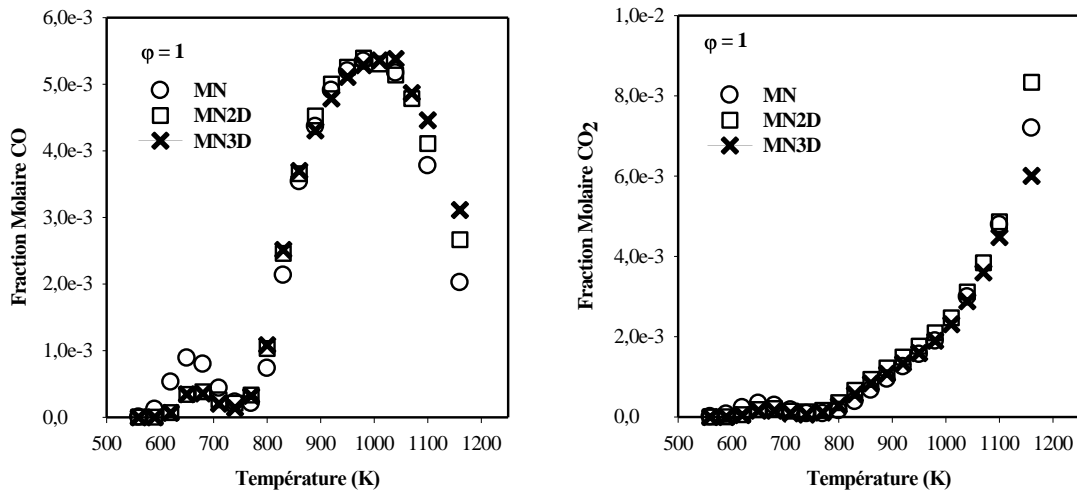 6,0e-3
5,0e-3
4,0e-3
3,0e-3
2,0e-3
1,0e-3
0,0
Fraction Molaire CO
φ = 1
MN
MN2D
MN3D
500 600 700 800 900 1000 1100 1200
Température (K)
1,0e-2
8,0e-3
6,0e-3
4,0e-3
2,0e-3
0,0
Fraction Molaire CO2
φ = 1
MN
MN2D
MN3D
500 600 700 800 900 1000 1100 1200
Température (K)